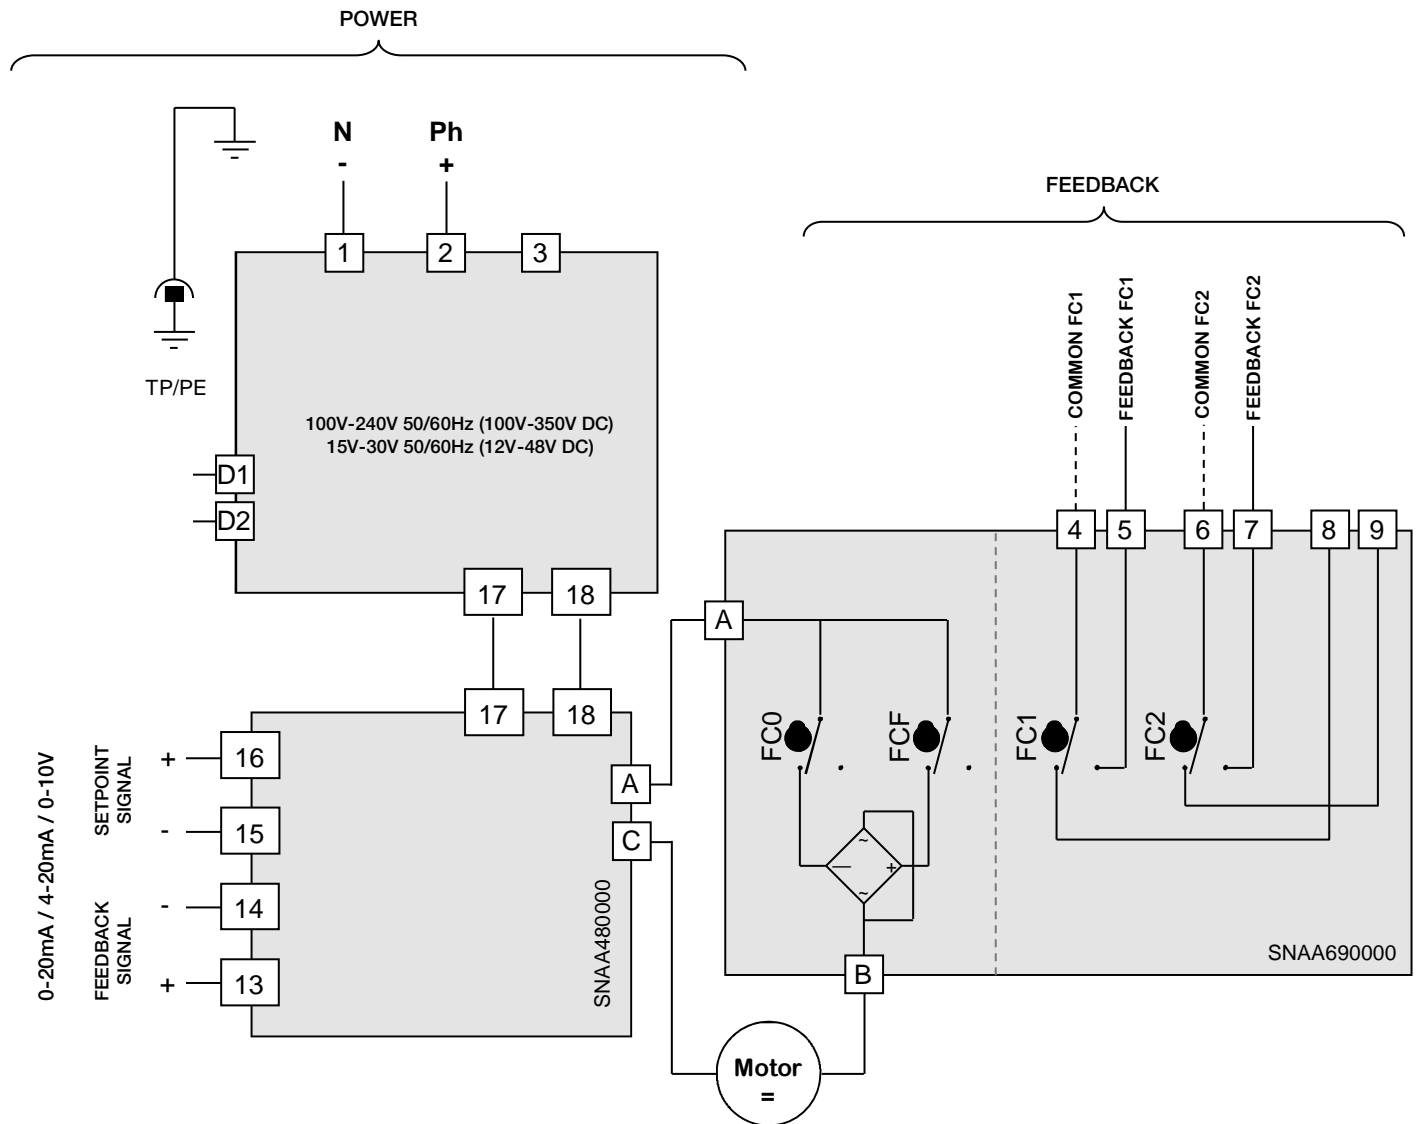 POWER
N
Ph
-
+
1
2
3
TP/PE
100V-240V 50/60Hz (100V-350V DC)
15V-30V 50/60Hz (12V-48V DC)
D1
D2
17
18
17
18
0-20mA / 4-20mA / 0-10V
SETPOINT
SIGNAL
+
16
-
15
FEEDBACK
SIGNAL
-
14
+
13
A
C
SNAA480000
FEEDBACK
COMMON FC1
FEEDBACK FC1
COMMON FC2
FEEDBACK FC2
4
5
6
7
8
9
A
FC0
FCF
FC1
FC2
~
—
+
~
B
SNAA690000
Motor
=